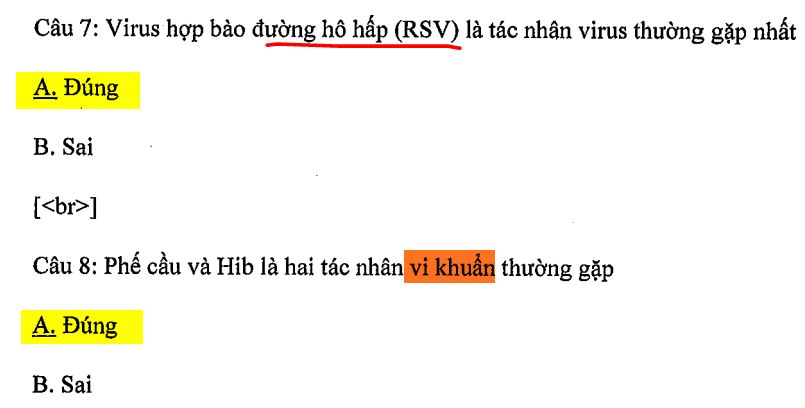 Câu 7: Virus hợp bào đường hô hấp (RSV) là tác nhân virus thường gặp nhất
A. Đúng
B. Sai
[<br>]
Câu 8: Phế cầu và Hib là hai tác nhân vi khuẩn thường gặp
A. Đúng
B. Sai